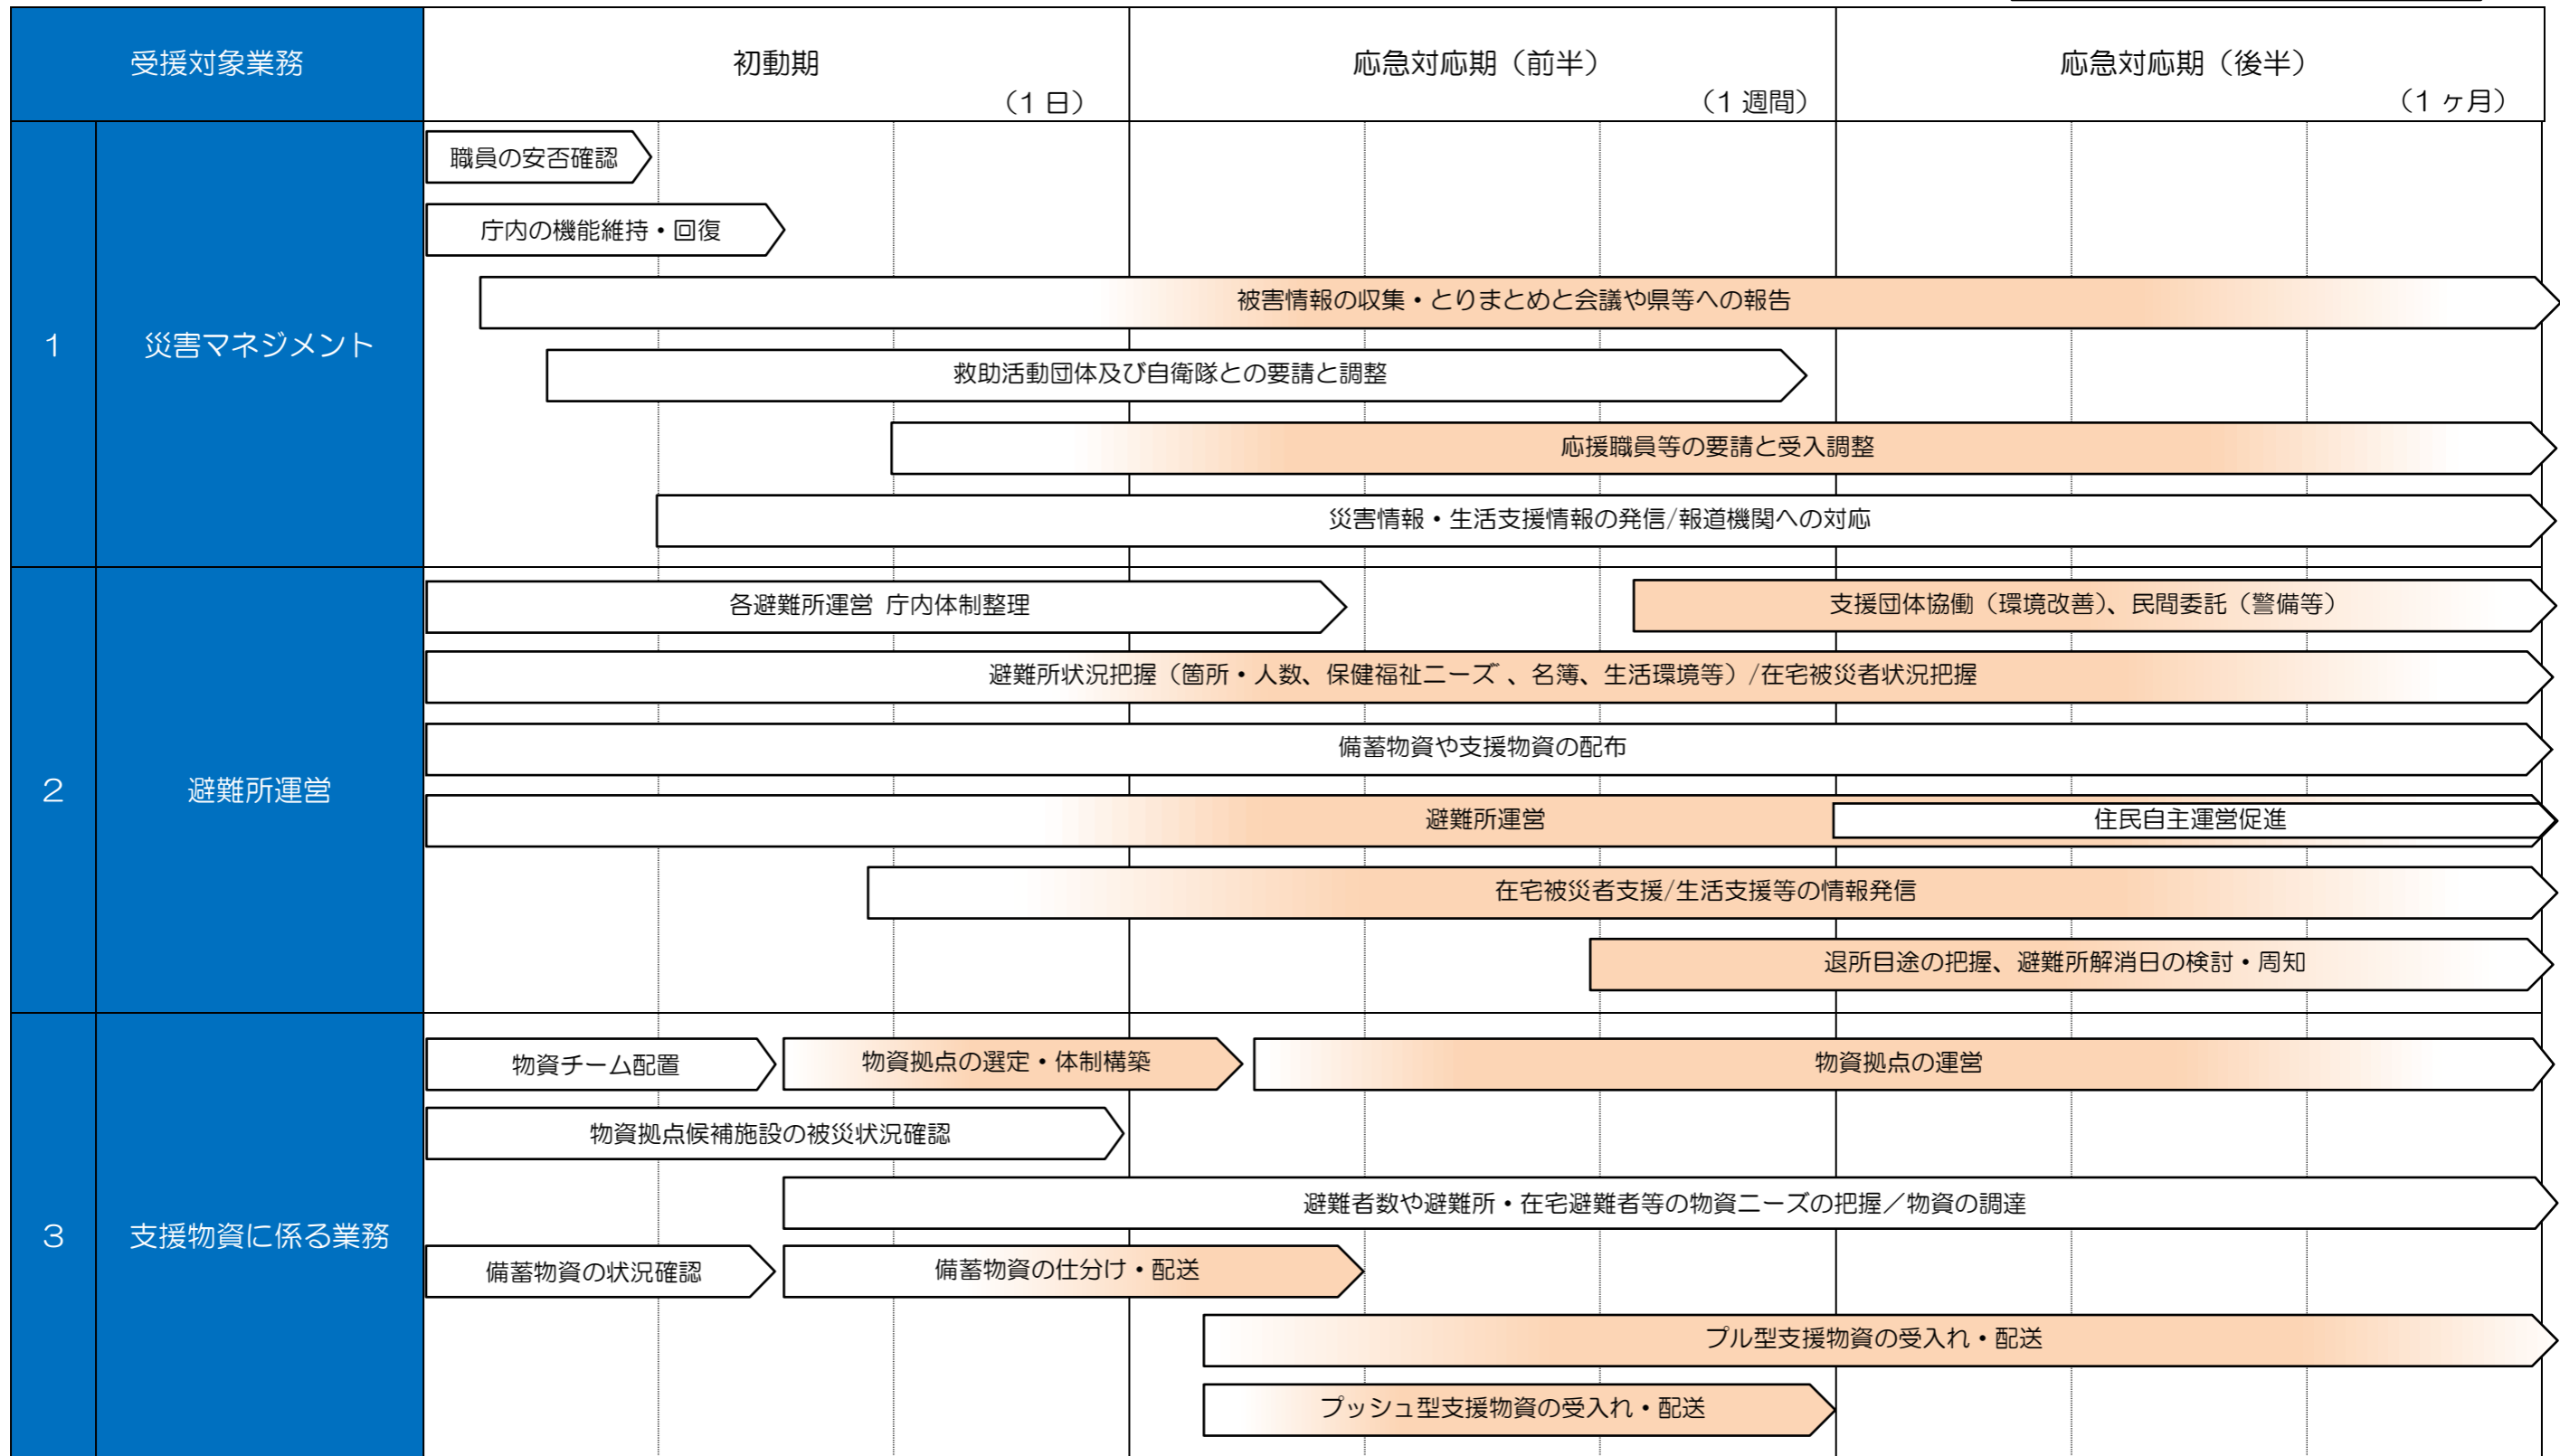 受援対象業務
初動期
（1 日）
応急対応期（前半）
（1 週間）
応急対応期（後半）
（1 ヶ月）
1
災害マネジメント
職員の安否確認
庁内の機能維持・回復
被害情報の収集・とりまとめと会議や県等への報告
救助活動団体及び自衛隊との要請と調整
応援職員等の要請と受入調整
災害情報・生活支援情報の発信/報道機関への対応
2
避難所運営
各避難所運営 庁内体制整理
支援団体協働（環境改善）、民間委託（警備等）
避難所状況把握（箇所・人数、保健福祉ニーズ、名簿、生活環境等）/在宅被災者状況把握
備蓄物資や支援物資の配布
避難所運営
住民自主運営促進
在宅被災者支援/生活支援等の情報発信
退所目途の把握、避難所解消日の検討・周知
3
支援物資に係る業務
物資チーム配置
物資拠点の選定・体制構築
物資拠点の運営
物資拠点候補施設の被災状況確認
避難者数や避難所・在宅避難者等の物資ニーズの把握／物資の調達
備蓄物資の状況確認
備蓄物資の仕分け・配送
プル型支援物資の受入れ・配送
プッシュ型支援物資の受入れ・配送